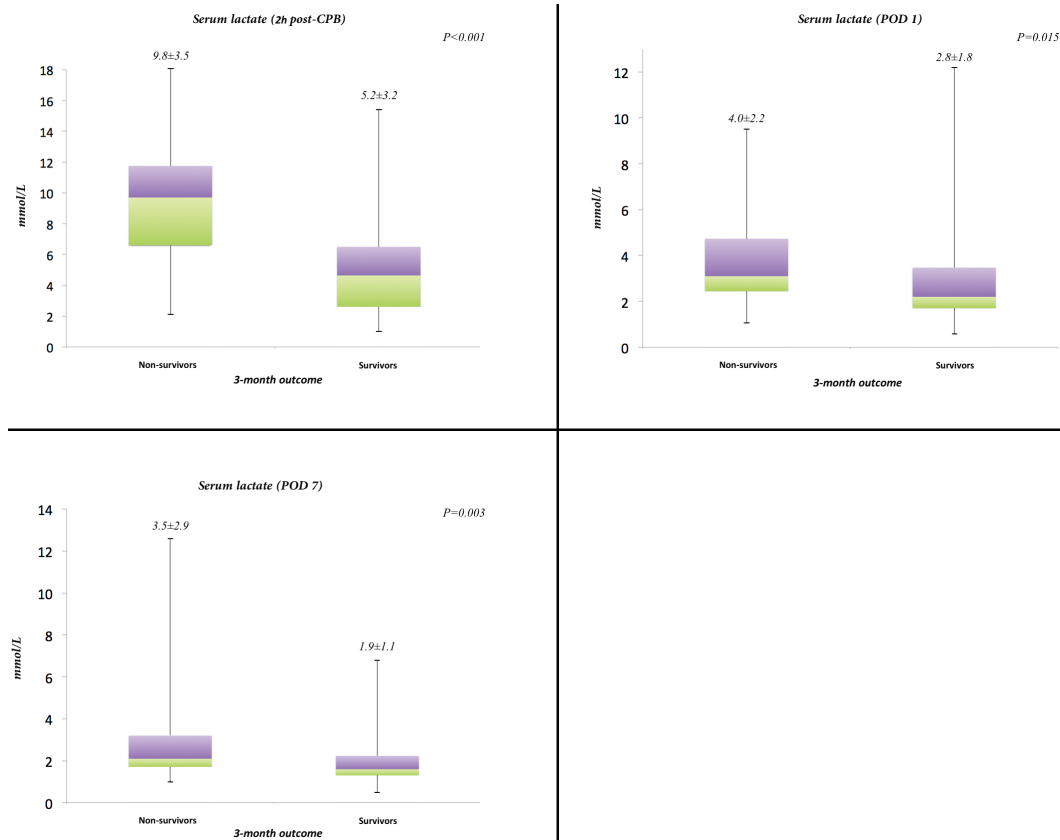 Serum lactate (2h post-CPB)
P<0.001
9.8±3.5
5.2±3.2
18
16
14
12
10
8
6
4
2
0
mmol/L
Non-survivors
Survivors
3-month outcome
Serum lactate (POD 1)
P=0.015
2.8±1.8
4.0±2.2
12
10
8
6
4
2
0
mmol/L
Non-survivors
Survivors
3-month outcome
Serum lactate (POD 7)
P=0.003
3.5±2.9
1.9±1.1
14
12
10
8
6
4
2
0
mmol/L
Non-survivors
Survivors
3-month outcome